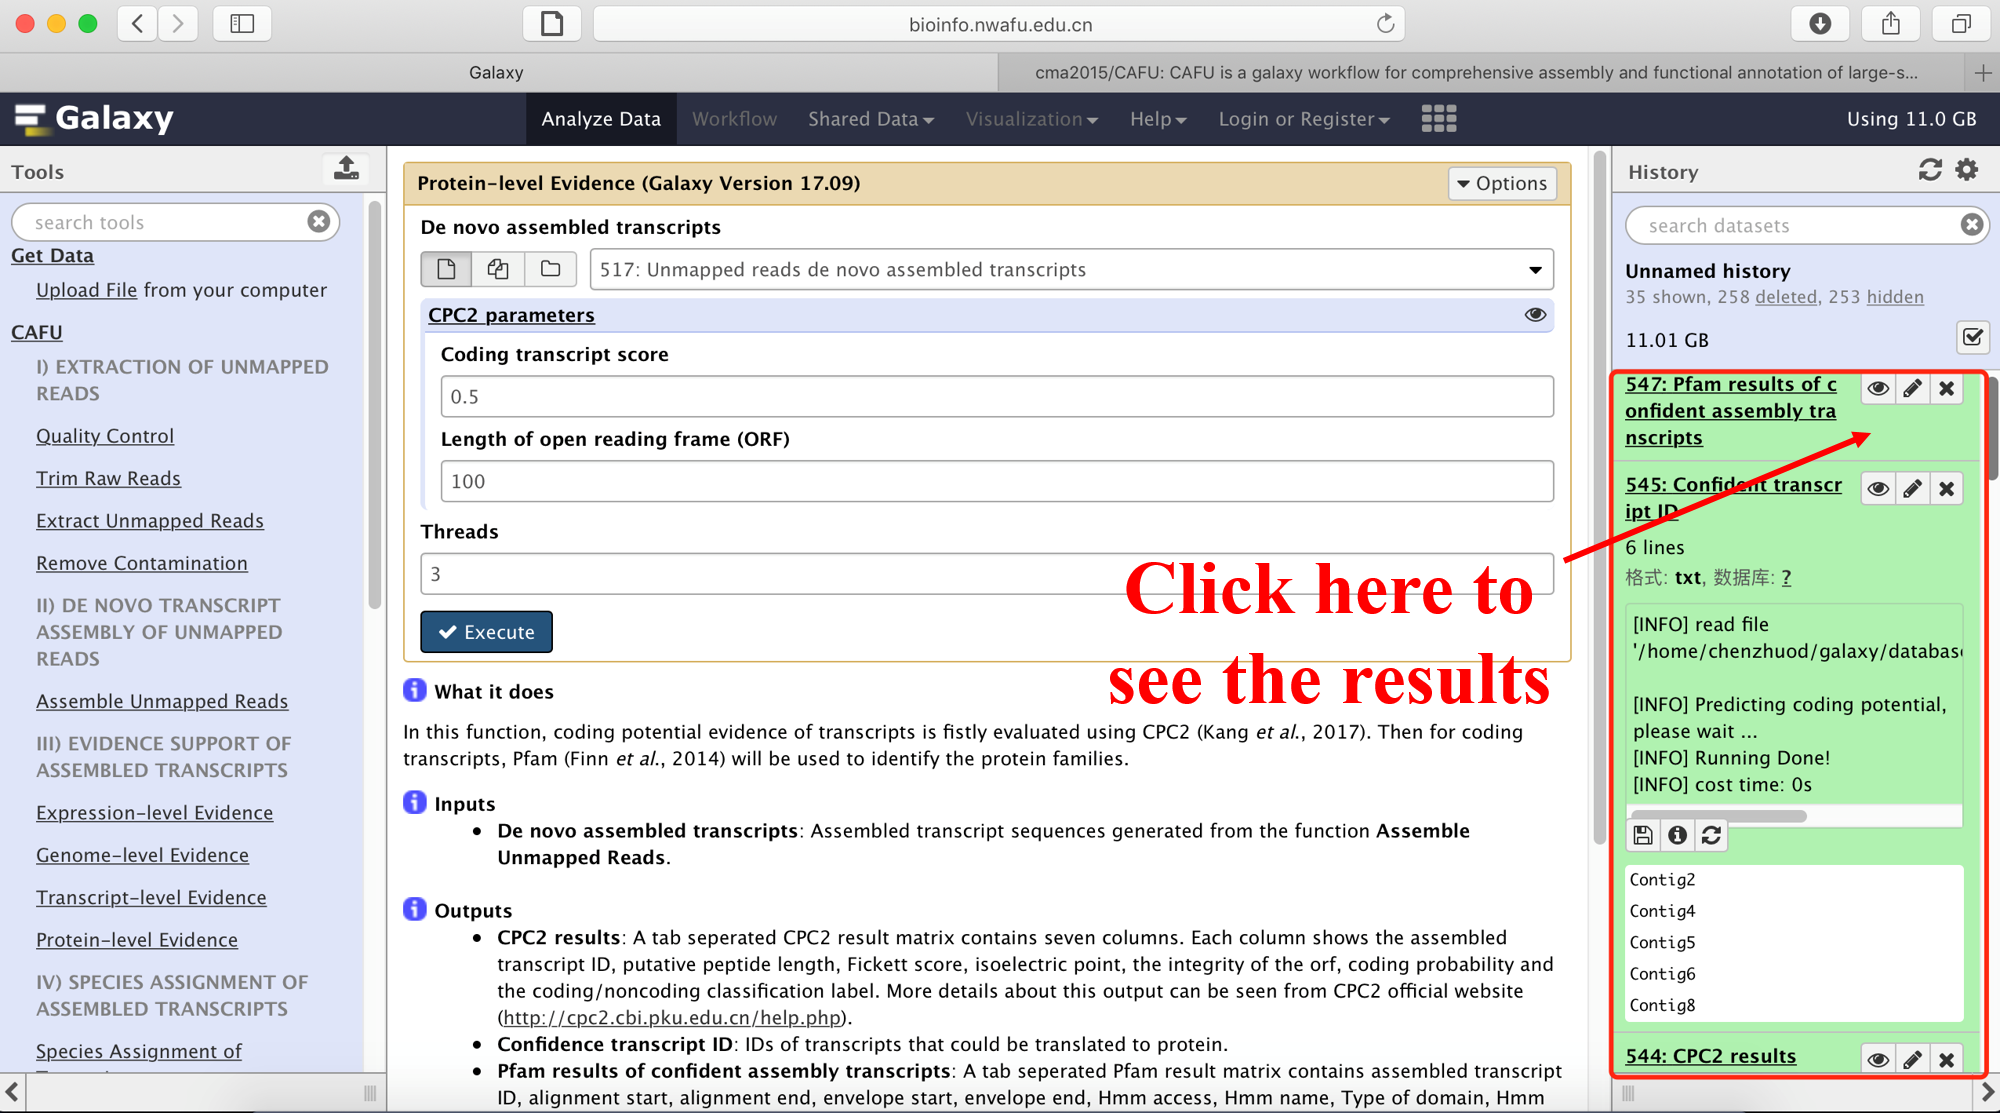 bioinfo.nwafu.edu.cn
Galaxy
cma2015/CAFU: CAFU is a galaxy workflow for comprehensive assembly and functional annotation of large-s...
Galaxy
Analyze Data
Workflow
Shared Data
Visualization
Help
Login or Register
Using 11.0 GB
Tools
search tools
Get Data
Upload File from your computer
CAFU
I) EXTRACTION OF UNMAPPED
READS
Quality Control
Trim Raw Reads
Extract Unmapped Reads
Remove Contamination
II) DE NOVO TRANSCRIPT
ASSEMBLY OF UNMAPPED
READS
Assemble Unmapped Reads
III) EVIDENCE SUPPORT OF
ASSEMBLED TRANSCRIPTS
Expression-level Evidence
Genome-level Evidence
Transcript-level Evidence
Protein-level Evidence
IV) SPECIES ASSIGNMENT OF
ASSEMBLED TRANSCRIPTS
Species Assignment of
Protein-level Evidence (Galaxy Version 17.09)
Options
De novo assembled transcripts
517: Unmapped reads de novo assembled transcripts
CPC2 parameters
Coding transcript score
0.5
Length of open reading frame (ORF)
100
Threads
3
Execute
Click here to
see the results
What it does
In this function, coding potential evidence of transcripts is fistly evaluated using CPC2 (Kang et al., 2017). Then for coding
transcripts, Pfam (Finn et al., 2014) will be used to identify the protein families.
Inputs
De novo assembled transcripts: Assembled transcript sequences generated from the function Assemble
Unmapped Reads.
Outputs
CPC2 results: A tab seperated CPC2 result matrix contains seven columns. Each column shows the assembled
transcript ID, putative peptide length, Fickett score, isoelectric point, the integrity of the orf, coding probability and
the coding/noncoding classification label. More details about this output can be seen from CPC2 official website
(http://cpc2.cbi.pku.edu.cn/help.php).
Confidence transcript ID: IDs of transcripts that could be translated to protein.
Pfam results of confident assembly transcripts: A tab seperated Pfam result matrix contains assembled transcript
ID, alignment start, alignment end, envelope start, envelope end, Hmm access, Hmm name, Type of domain, Hmm
History
search datasets
Unnamed history
35 shown, 258 deleted, 253 hidden
11.01 GB
547: Pfam results of c
onfident assembly tra
nscripts
545: Confident transcr
ipt ID
6 lines
格式: txt, 数据库: ?
[INFO] read file
'/home/chenzhuod/galaxy/database
[INFO] Predicting coding potential,
please wait ...
[INFO] Running Done!
[INFO] cost time: 0s
Contig2
Contig4
Contig5
Contig6
Contig8
544: CPC2 results